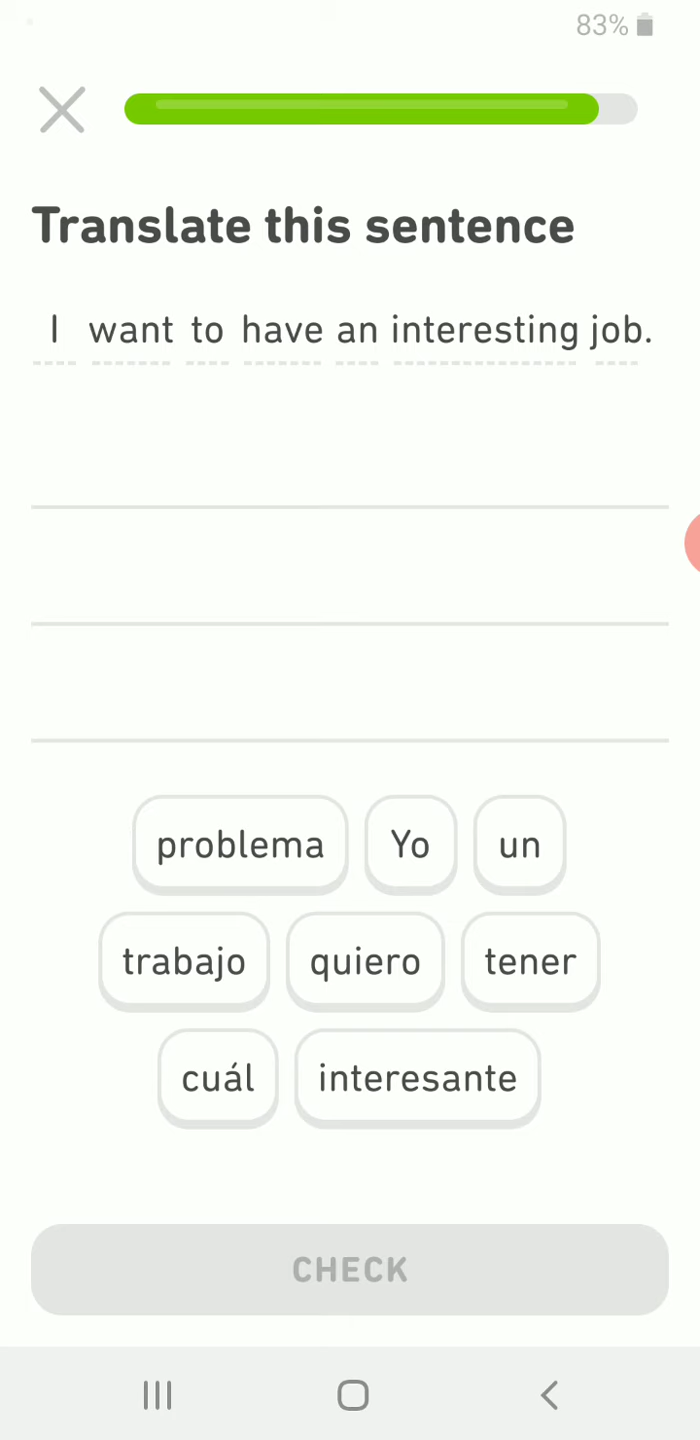 83%
Translate this sentence
I want to have an interesting job.
problema Yo un
trabajo quiero tener
cuál interesante
CHECK